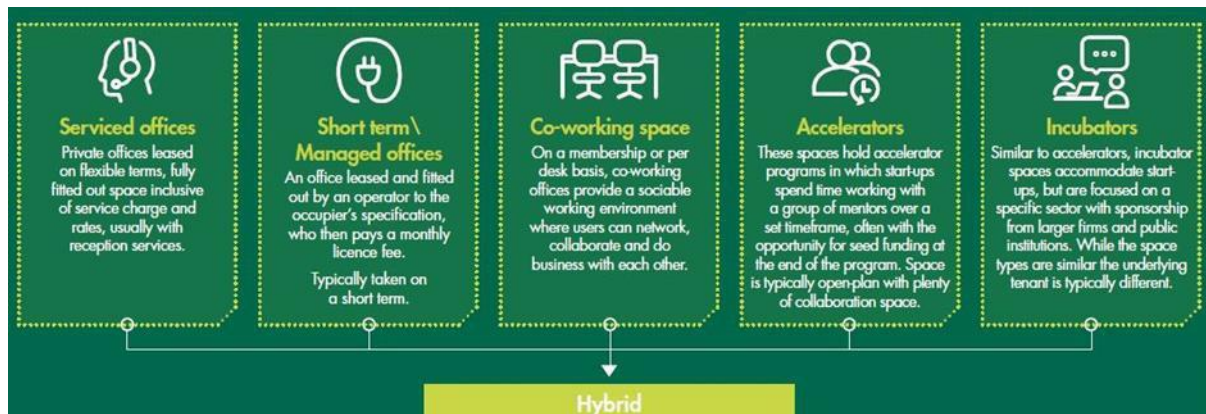 Serviced offices
Private offices leased
on flexible terms, fully
fitted out space inclusive
of service charge and
rates, usually with
reception services.
Short term\
Managed offices
An office leased and fitted
out by an operator to the
occupier's specification,
who then pays a monthly
licence fee.
Typically taken on
a short term.
Co-working space
On a membership or per
desk basis, co-working
offices provide a sociable
working environment
where users can network,
collaborate and do
business with each other.
Accelerators
These spaces hold accelerator
programs in which start-ups
spend time working with
a group of mentors over a
set timeframe, often with the
opportunity for seed funding at
the end of the program. Space
is typically open-plan with plenty
of collaboration space.
Incubators
Similar to accelerators, incubator
spaces accommodate start-
ups, but are focused on a
specific sector with sponsorship
from larger firms and public
institutions. While the space
types are similar the underlying
tenant is typically different.
Hybrid